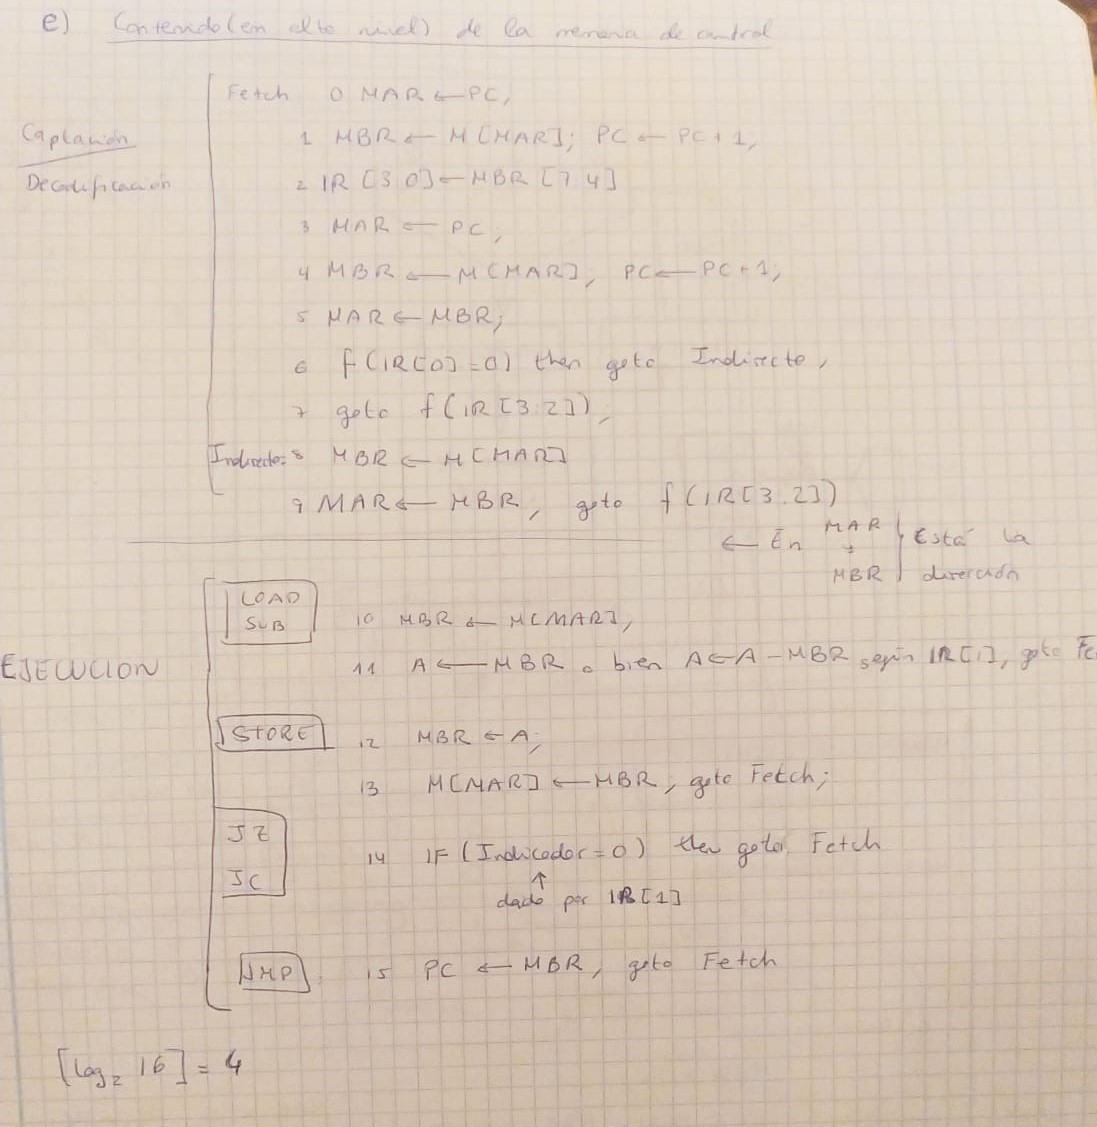 e) Contenido (en alto nivel) de la memoria de control
Captación
Decodificación
Fetch 0 MAR ← PC;
1 MBR ← M[MAR]; PC ← PC+1;
2 IR [3:0] ← MBR [7:4]
3 MAR ← PC;
4 MBR ← M[MAR], PC ← PC+1;
5 MAR ← MBR;
6 f (IR[0]=0) then goto Indirecto,
7 goto f(IR[3:2]);
Indirecto: 8 MBR ← M[MAR]
9 MAR ← MBR, goto f(IR[3:2])
← En MAR y MBR Está la dirección
EJECUCION
LOAD
SUB
10 MBR ← M[MAR],
11 A ← MBR o bien A ← A - MBR según IR[1], goto Fe
STORE 12 MBR ← A;
13 M[MAR] ← MBR, goto Fetch;
JZ
JC
14 IF (Indicador = 0) then goto Fetch
↑
dado por IR[1]
JMP 15 PC ← MBR, goto Fetch
⌈log₂ 16⌉ = 4